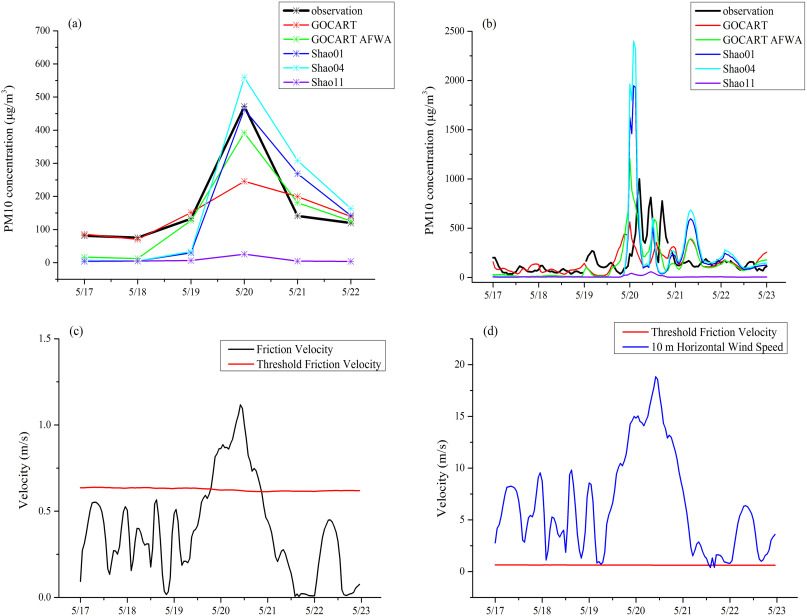 (a)
observation
GOCART
GOCART AFWA
Shao01
Shao04
Shao11
PM10 concentration (μg/m³)
700
600
500
400
300
200
100
0
5/17 5/18 5/19 5/20 5/21 5/22
(b)
observation
GOCART
GOCART AFWA
Shao01
Shao04
Shao11
PM10 concentration (μg/m³)
2500
2000
1500
1000
500
0
5/17 5/18 5/19 5/20 5/21 5/22 5/23
(c)
Friction Velocity
Threshold Friction Velocity
Velocity (m/s)
1.5
1.0
0.5
0.0
5/17 5/18 5/19 5/20 5/21 5/22 5/23
(d)
Threshold Friction Velocity
10 m Horizontal Wind Speed
Velocity (m/s)
20
15
10
5
0
5/17 5/18 5/19 5/20 5/21 5/22 5/23